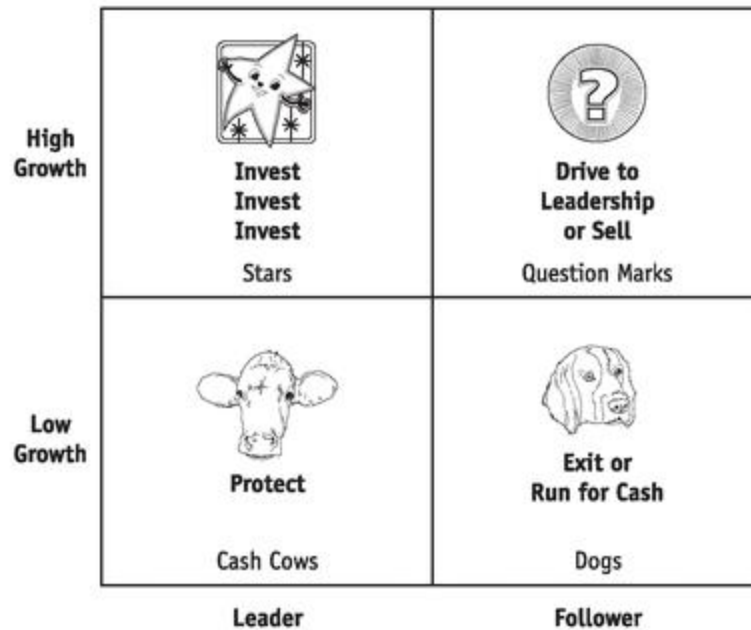 High
Growth
?
Invest
Invest
Invest
Stars
Drive to
Leadership
or Sell
Question Marks
Low
Growth
Protect
Cash Cows
Exit or
Run for Cash
Dogs
Leader
Follower